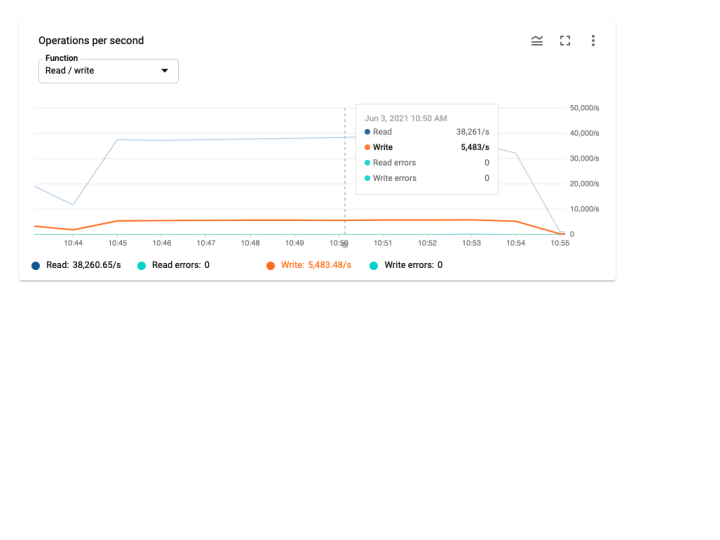 Operations per second
Function
Read / write
50,000/s
Jun 3, 2021 10:50 AM
Read 38,261/s
Write 5,483/s
Read errors 0
Write errors 0
40,000/s
30,000/s
20,000/s
10,000/s
0
10:44 10:45 10:46 10:47 10:48 10:49 10:50 10:51 10:52 10:53 10:54 10:55
Read: 38,260.65/s Read errors: 0 Write: 5,483.48/s Write errors: 0